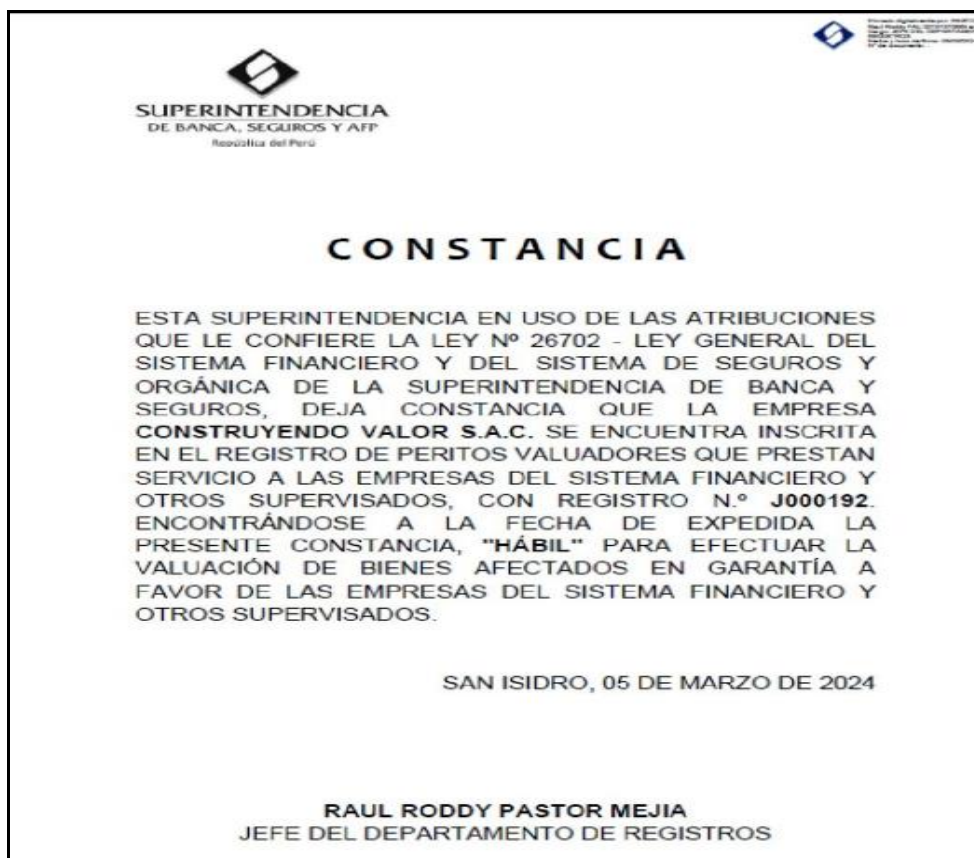 SUPERINTENDENCIA
DE BANCA, SEGUROS Y AFP
República del Perú
CONSTANCIA
ESTA SUPERINTENDENCIA EN USO DE LAS ATRIBUCIONES
QUE LE CONFIERE LA LEY Nº 26702 - LEY GENERAL DEL
SISTEMA FINANCIERO Y DEL SISTEMA DE SEGUROS Y
ORGÁNICA DE LA SUPERINTENDENCIA DE BANCA Y
SEGUROS, DEJA CONSTANCIA QUE LA EMPRESA
CONSTRUYENDO VALOR S.A.C. SE ENCUENTRA INSCRITA
EN EL REGISTRO DE PERITOS VALUADORES QUE PRESTAN
SERVICIO A LAS EMPRESAS DEL SISTEMA FINANCIERO Y
OTROS SUPERVISADOS, CON REGISTRO N.º J000192.
ENCONTRÁNDOSE A LA FECHA DE EXPEDIDA LA
PRESENTE CONSTANCIA, "HÁBIL" PARA EFECTUAR LA
VALUACIÓN DE BIENES AFECTADOS EN GARANTÍA A
FAVOR DE LAS EMPRESAS DEL SISTEMA FINANCIERO Y
OTROS SUPERVISADOS.
SAN ISIDRO, 05 DE MARZO DE 2024
RAUL RODDY PASTOR MEJIA
JEFE DEL DEPARTAMENTO DE REGISTROS